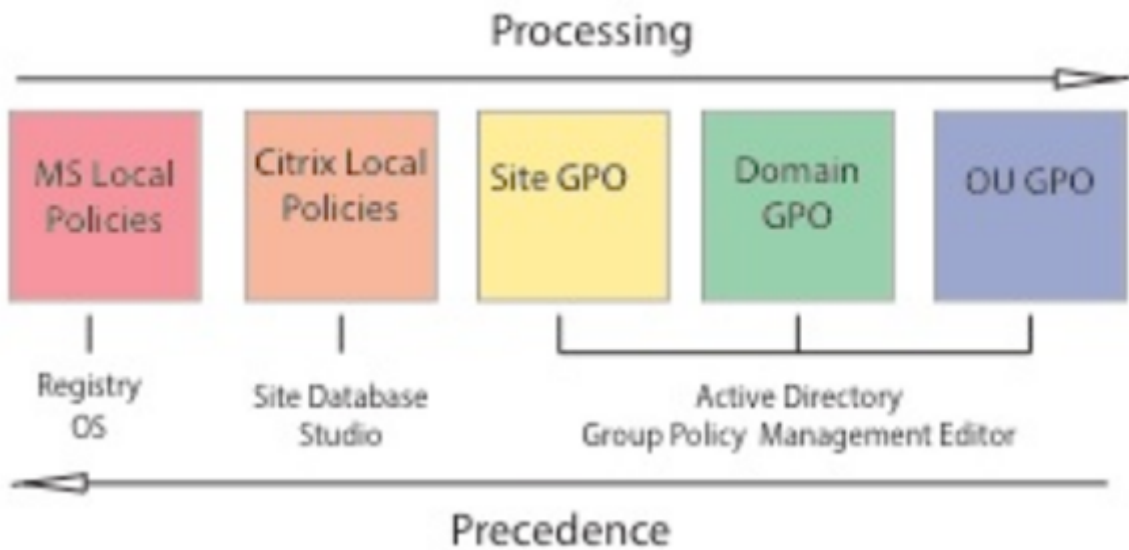 Processing
MS Local
Policies
Citrix Local
Policies
Site GPO
Domain
GPO
OU GPO
Registry
OS
Site Database
Studio
Active Directory
Group Policy Management Editor
Precedence